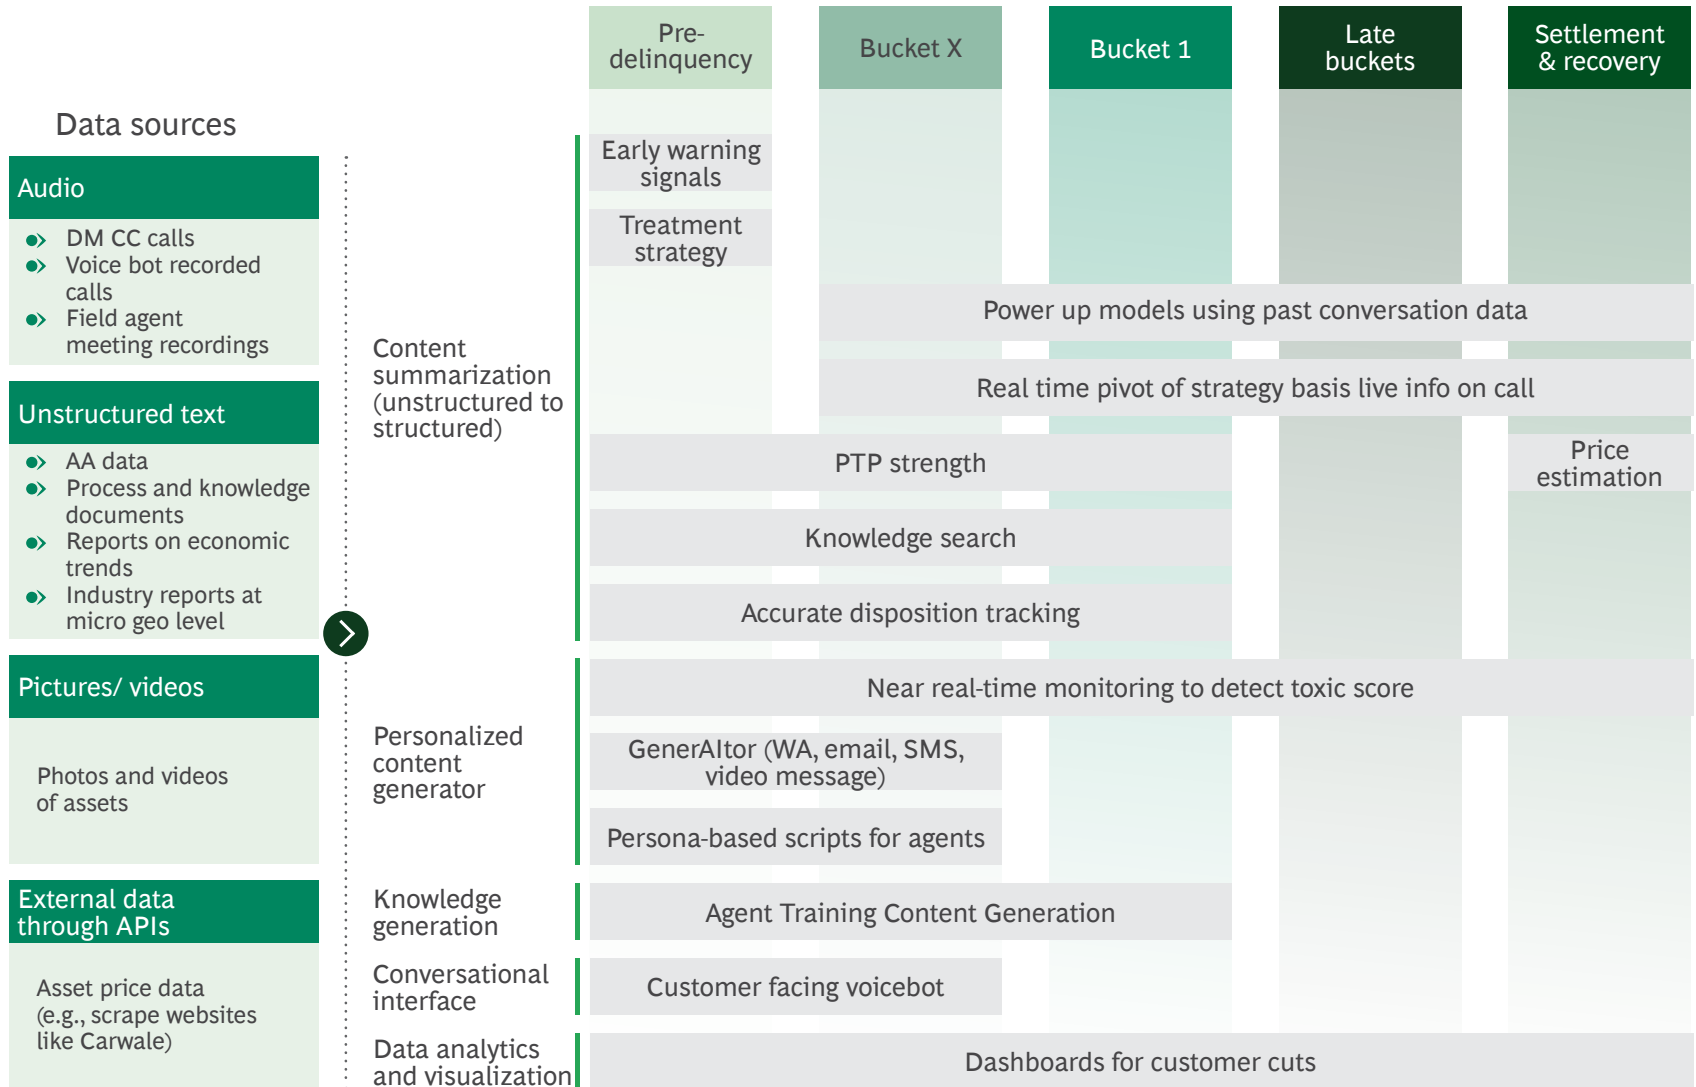 Pre-
delinquency
Bucket X
Bucket 1
Late
buckets
Settlement
& recovery
Data sources
Audio
DM CC calls
Voice bot recorded
calls
Field agent
meeting recordings
Unstructured text
AA data
Process and knowledge
documents
Reports on economic
trends
Industry reports at
micro geo level
Pictures/ videos
Photos and videos
of assets
External data
through APIs
Asset price data
(e.g., scrape websites
like Carwale)
Content
summarization
(unstructured to
structured)
Early warning
signals
Treatment
strategy
Power up models using past conversation data
Real time pivot of strategy basis live info on call
PTP strength
Price
estimation
Knowledge search
Accurate disposition tracking
Personalized
content
generator
Near real-time monitoring to detect toxic score
GenerAItor (WA, email, SMS,
video message)
Persona-based scripts for agents
Knowledge
generation
Agent Training Content Generation
Conversational
interface
Customer facing voicebot
Data analytics
and visualization
Dashboards for customer cuts